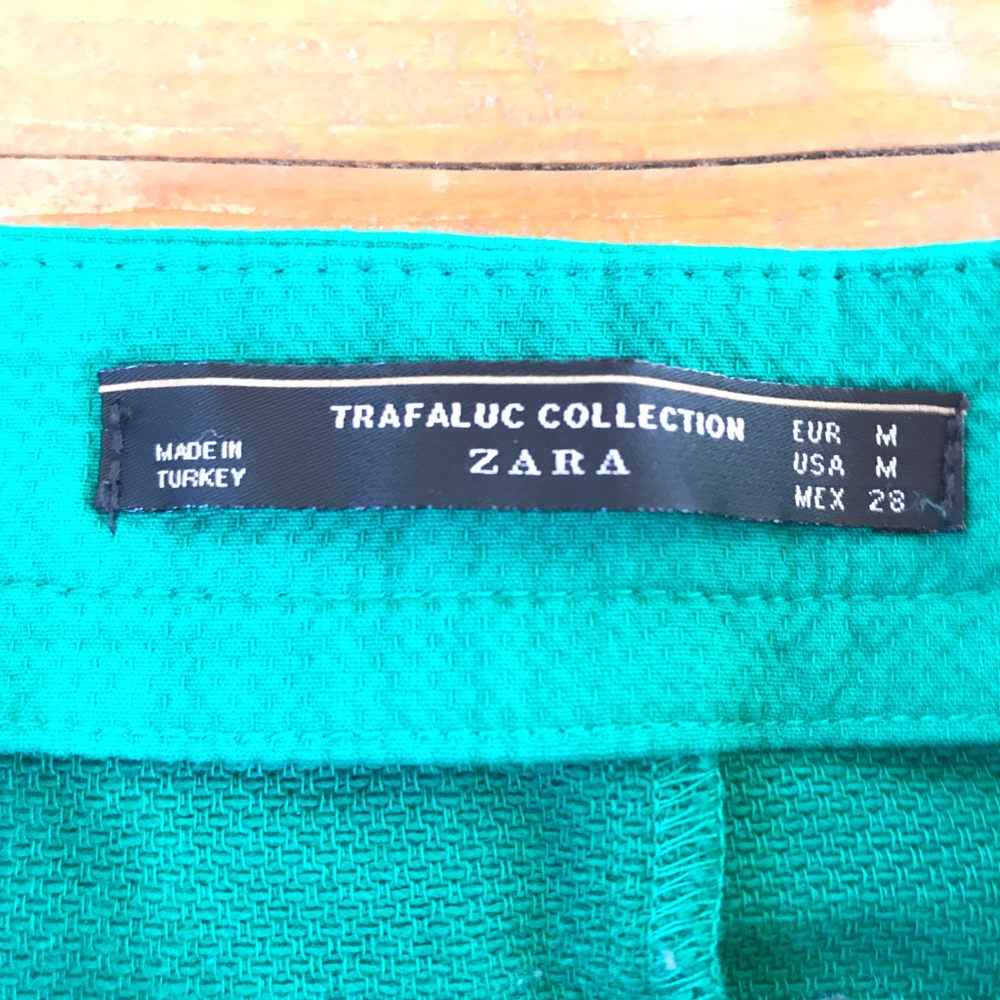 MADE IN
TURKEY
TRAFALUC COLLECTION
ZARA
EUR M
USA M
MEX 28